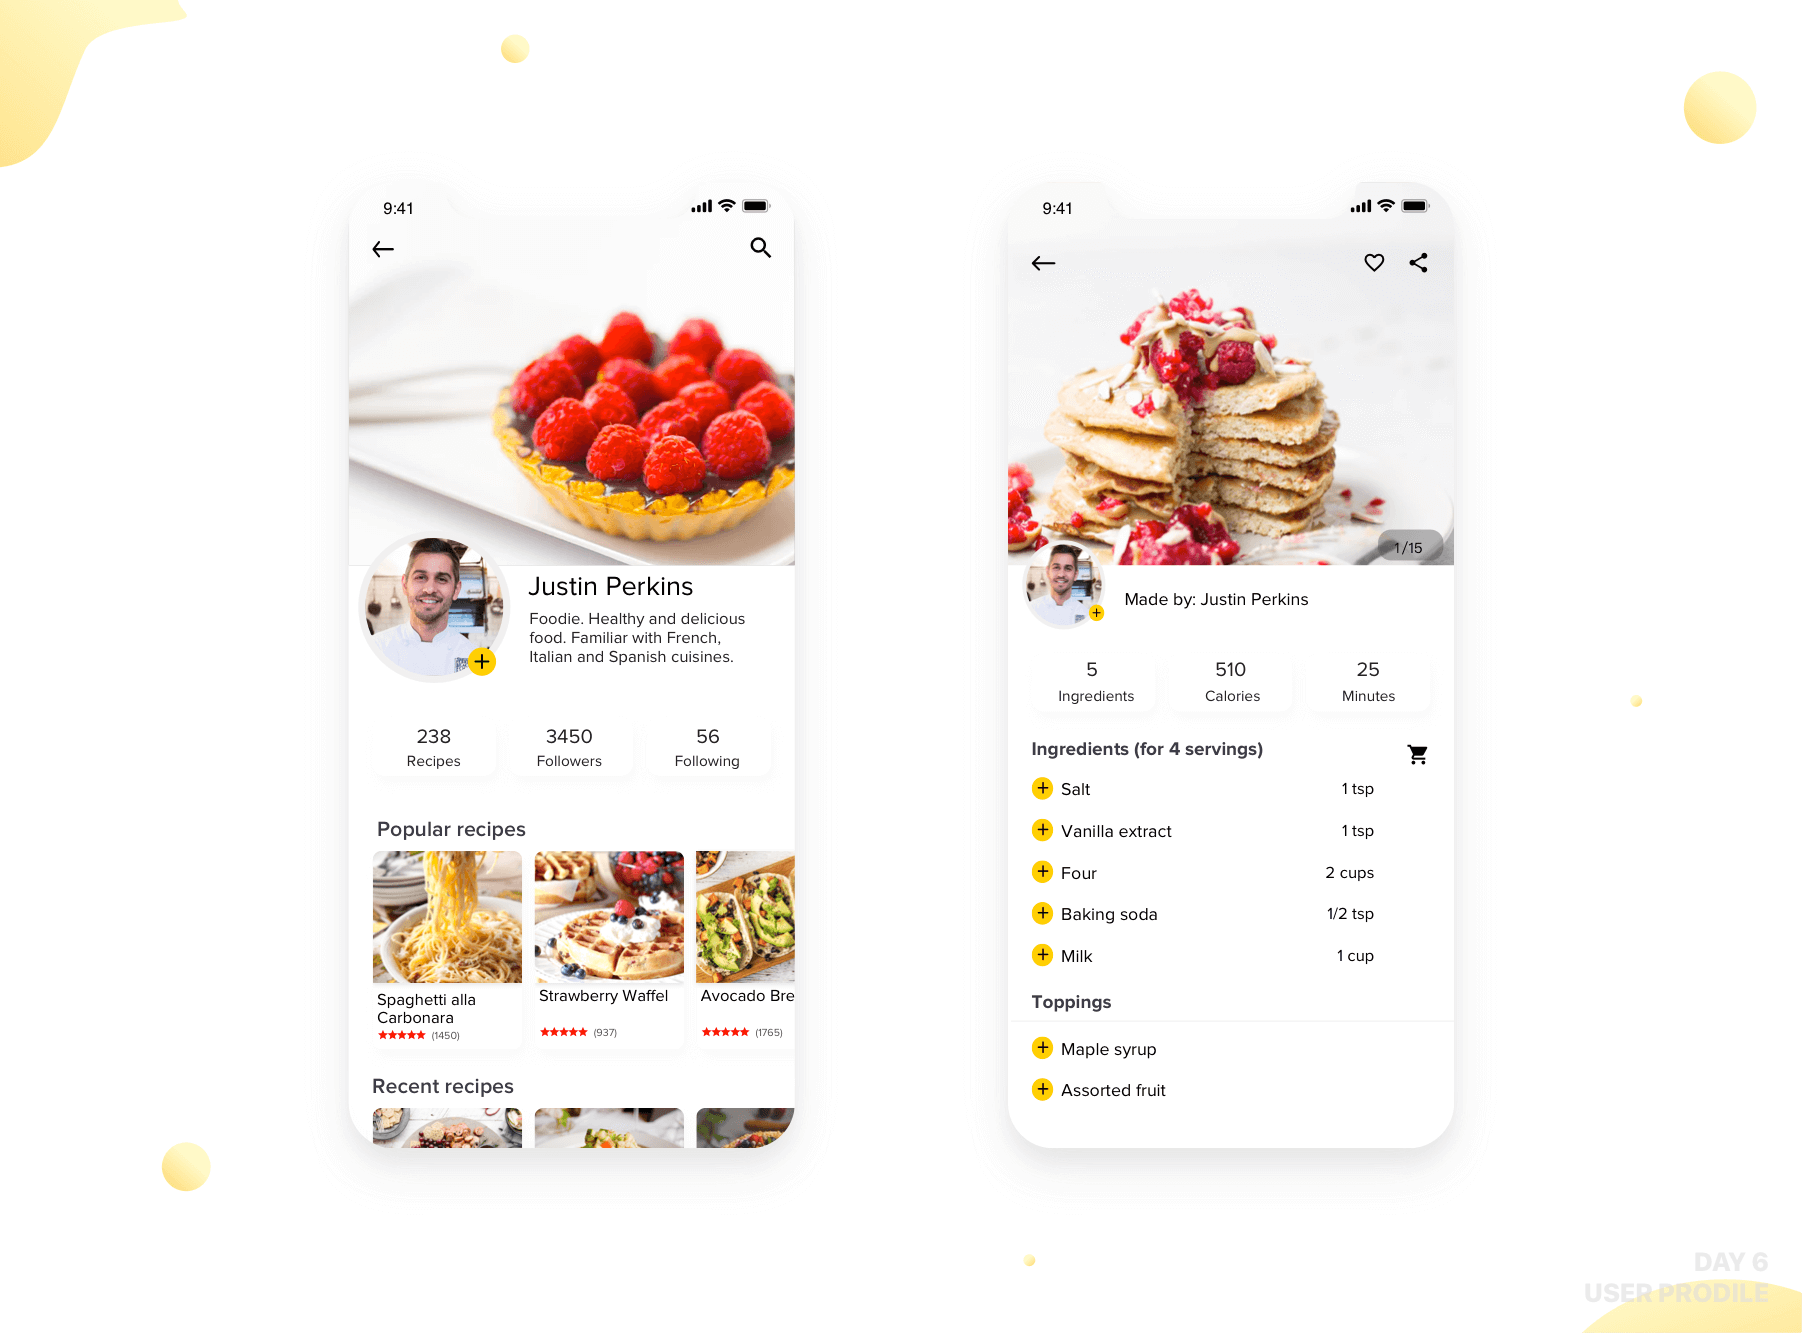 9:41
Justin Perkins
Foodie. Healthy and delicious
food. Familiar with French,
Italian and Spanish cuisines.
238
Recipes
3450
Followers
56
Following
Popular recipes
Spaghetti alla
Carbonara
(1450)
Strawberry Waffel
(937)
Avocado Bre
(1765)
Recent recipes
9:41
1/15
Made by: Justin Perkins
5
Ingredients
510
Calories
25
Minutes
Ingredients (for 4 servings)
Salt 1 tsp
Vanilla extract 1 tsp
Four 2 cups
Baking soda 1/2 tsp
Milk 1 cup
Toppings
Maple syrup
Assorted fruit
DAY 6
USER PRODILE